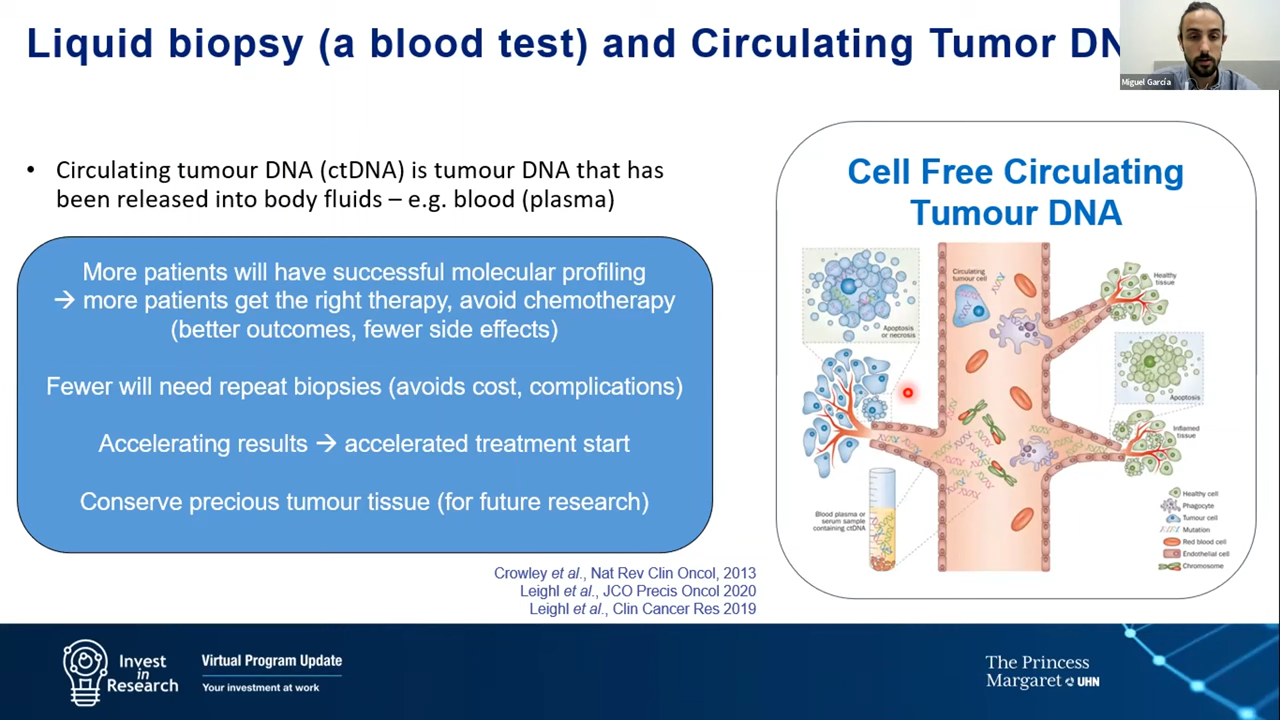 Liquid biopsy (a blood test) and Circulating Tumor DN
Miguel García
• Circulating tumour DNA (ctDNA) is tumour DNA that has
been released into body fluids – e.g. blood (plasma)
More patients will have successful molecular profiling
→ more patients get the right therapy, avoid chemotherapy
(better outcomes, fewer side effects)
Fewer will need repeat biopsies (avoids cost, complications)
Accelerating results → accelerated treatment start
Conserve precious tumour tissue (for future research)
Crowley et al., Nat Rev Clin Oncol, 2013
Leighl et al., JCO Precis Oncol 2020
Leighl et al., Clin Cancer Res 2019
Cell Free Circulating
Tumour DNA
Circulating
tumour cell
Healthy
tissue
Apoptosis
or necrosis
Apoptosis
Inflamed
tissue
Blood plasma or
serum sample
containing ctDNA
Healthy cell
Phagocyte
Tumour cell
Mutation
Red blood cell
Endothelial cell
Chromosome
Invest
in
Research
Virtual Program Update
Your investment at work
The Princess
Margaret UHN